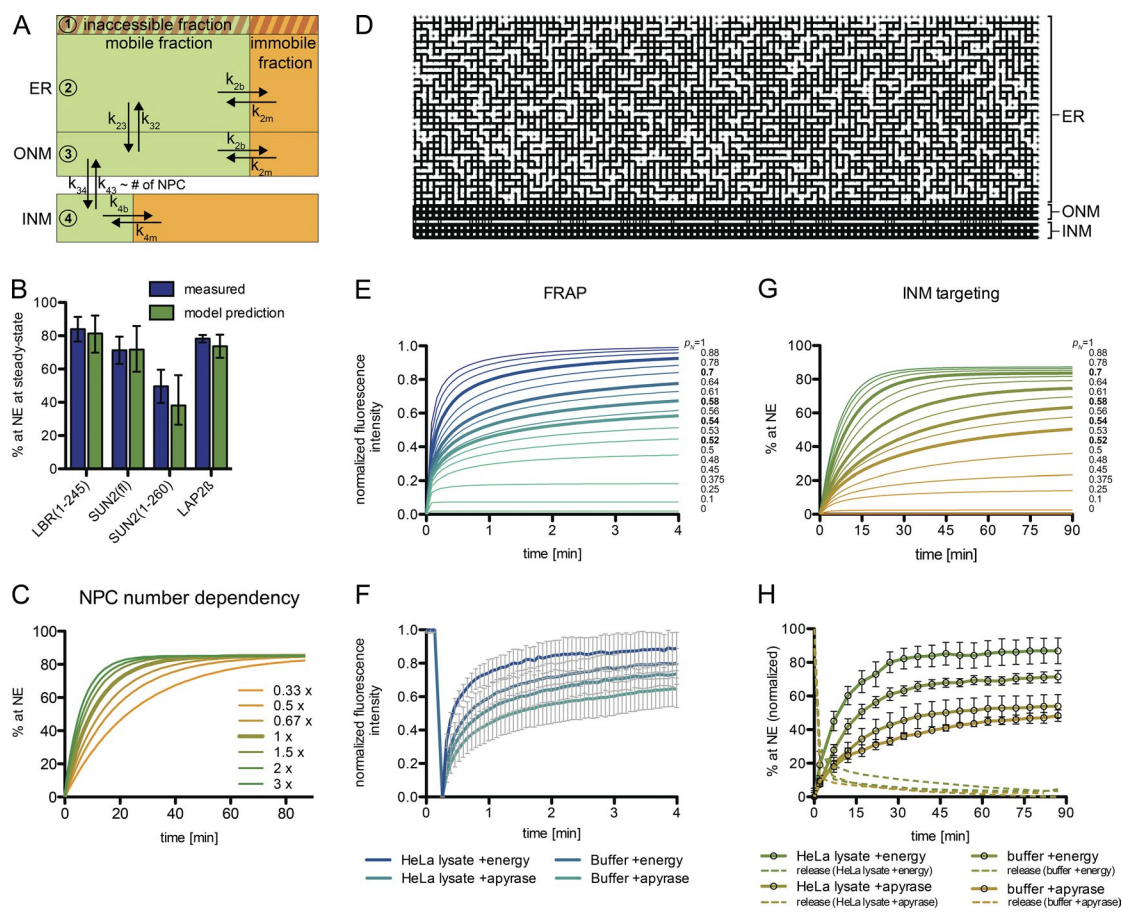 A
① inaccessible fraction
mobile fraction
immobile
fraction
ER
②
k2b
k2m
k23
k32
ONM
③
k2b
k2m
k34
k43 ~ # of NPC
INM
④
k4b
k4m
B
measured
model prediction
% at NE at steady-state
100
80
60
40
20
0
LBR(1-245)
SUN2(fl)
SUN2(1-260)
LAP2ß
C
NPC number dependency
% at NE
100
80
60
40
20
0
0.33 x
0.5 x
0.67 x
1 x
1.5 x
2 x
3 x
0 20 40 60 80
time [min]
D
ER
ONM
INM
E
FRAP
normalized fluorescence
intensity
1.0
0.8
0.6
0.4
0.2
0.0
pN=1
0.88
0.78
0.7
0.64
0.61
0.58
0.56
0.54
0.53
0.52
0.5
0.48
0.45
0.375
0.25
0.1
0
0 1 2 3 4
time [min]
F
normalized fluorescence
intensity
1.0
0.8
0.6
0.4
0.2
0.0
0 1 2 3 4
time [min]
HeLa lysate +energy
Buffer +energy
HeLa lysate +apyrase
Buffer +apyrase
G
INM targeting
% at NE
100
80
60
40
20
0
pN=1
0.88
0.78
0.7
0.64
0.61
0.58
0.56
0.54
0.53
0.52
0.5
0.48
0.45
0.375
0.25
0.1
0
0 15 30 45 60 75 90
time [min]
H
% at NE (normalized)
100
80
60
40
20
0
0 15 30 45 60 75 90
time [min]
HeLa lysate +energy
release (HeLa lysate +energy)
HeLa lysate +apyrase
release (HeLa lysate +apyrase)
buffer +energy
release (buffer +energy)
buffer +apyrase
release (buffer +apyrase)